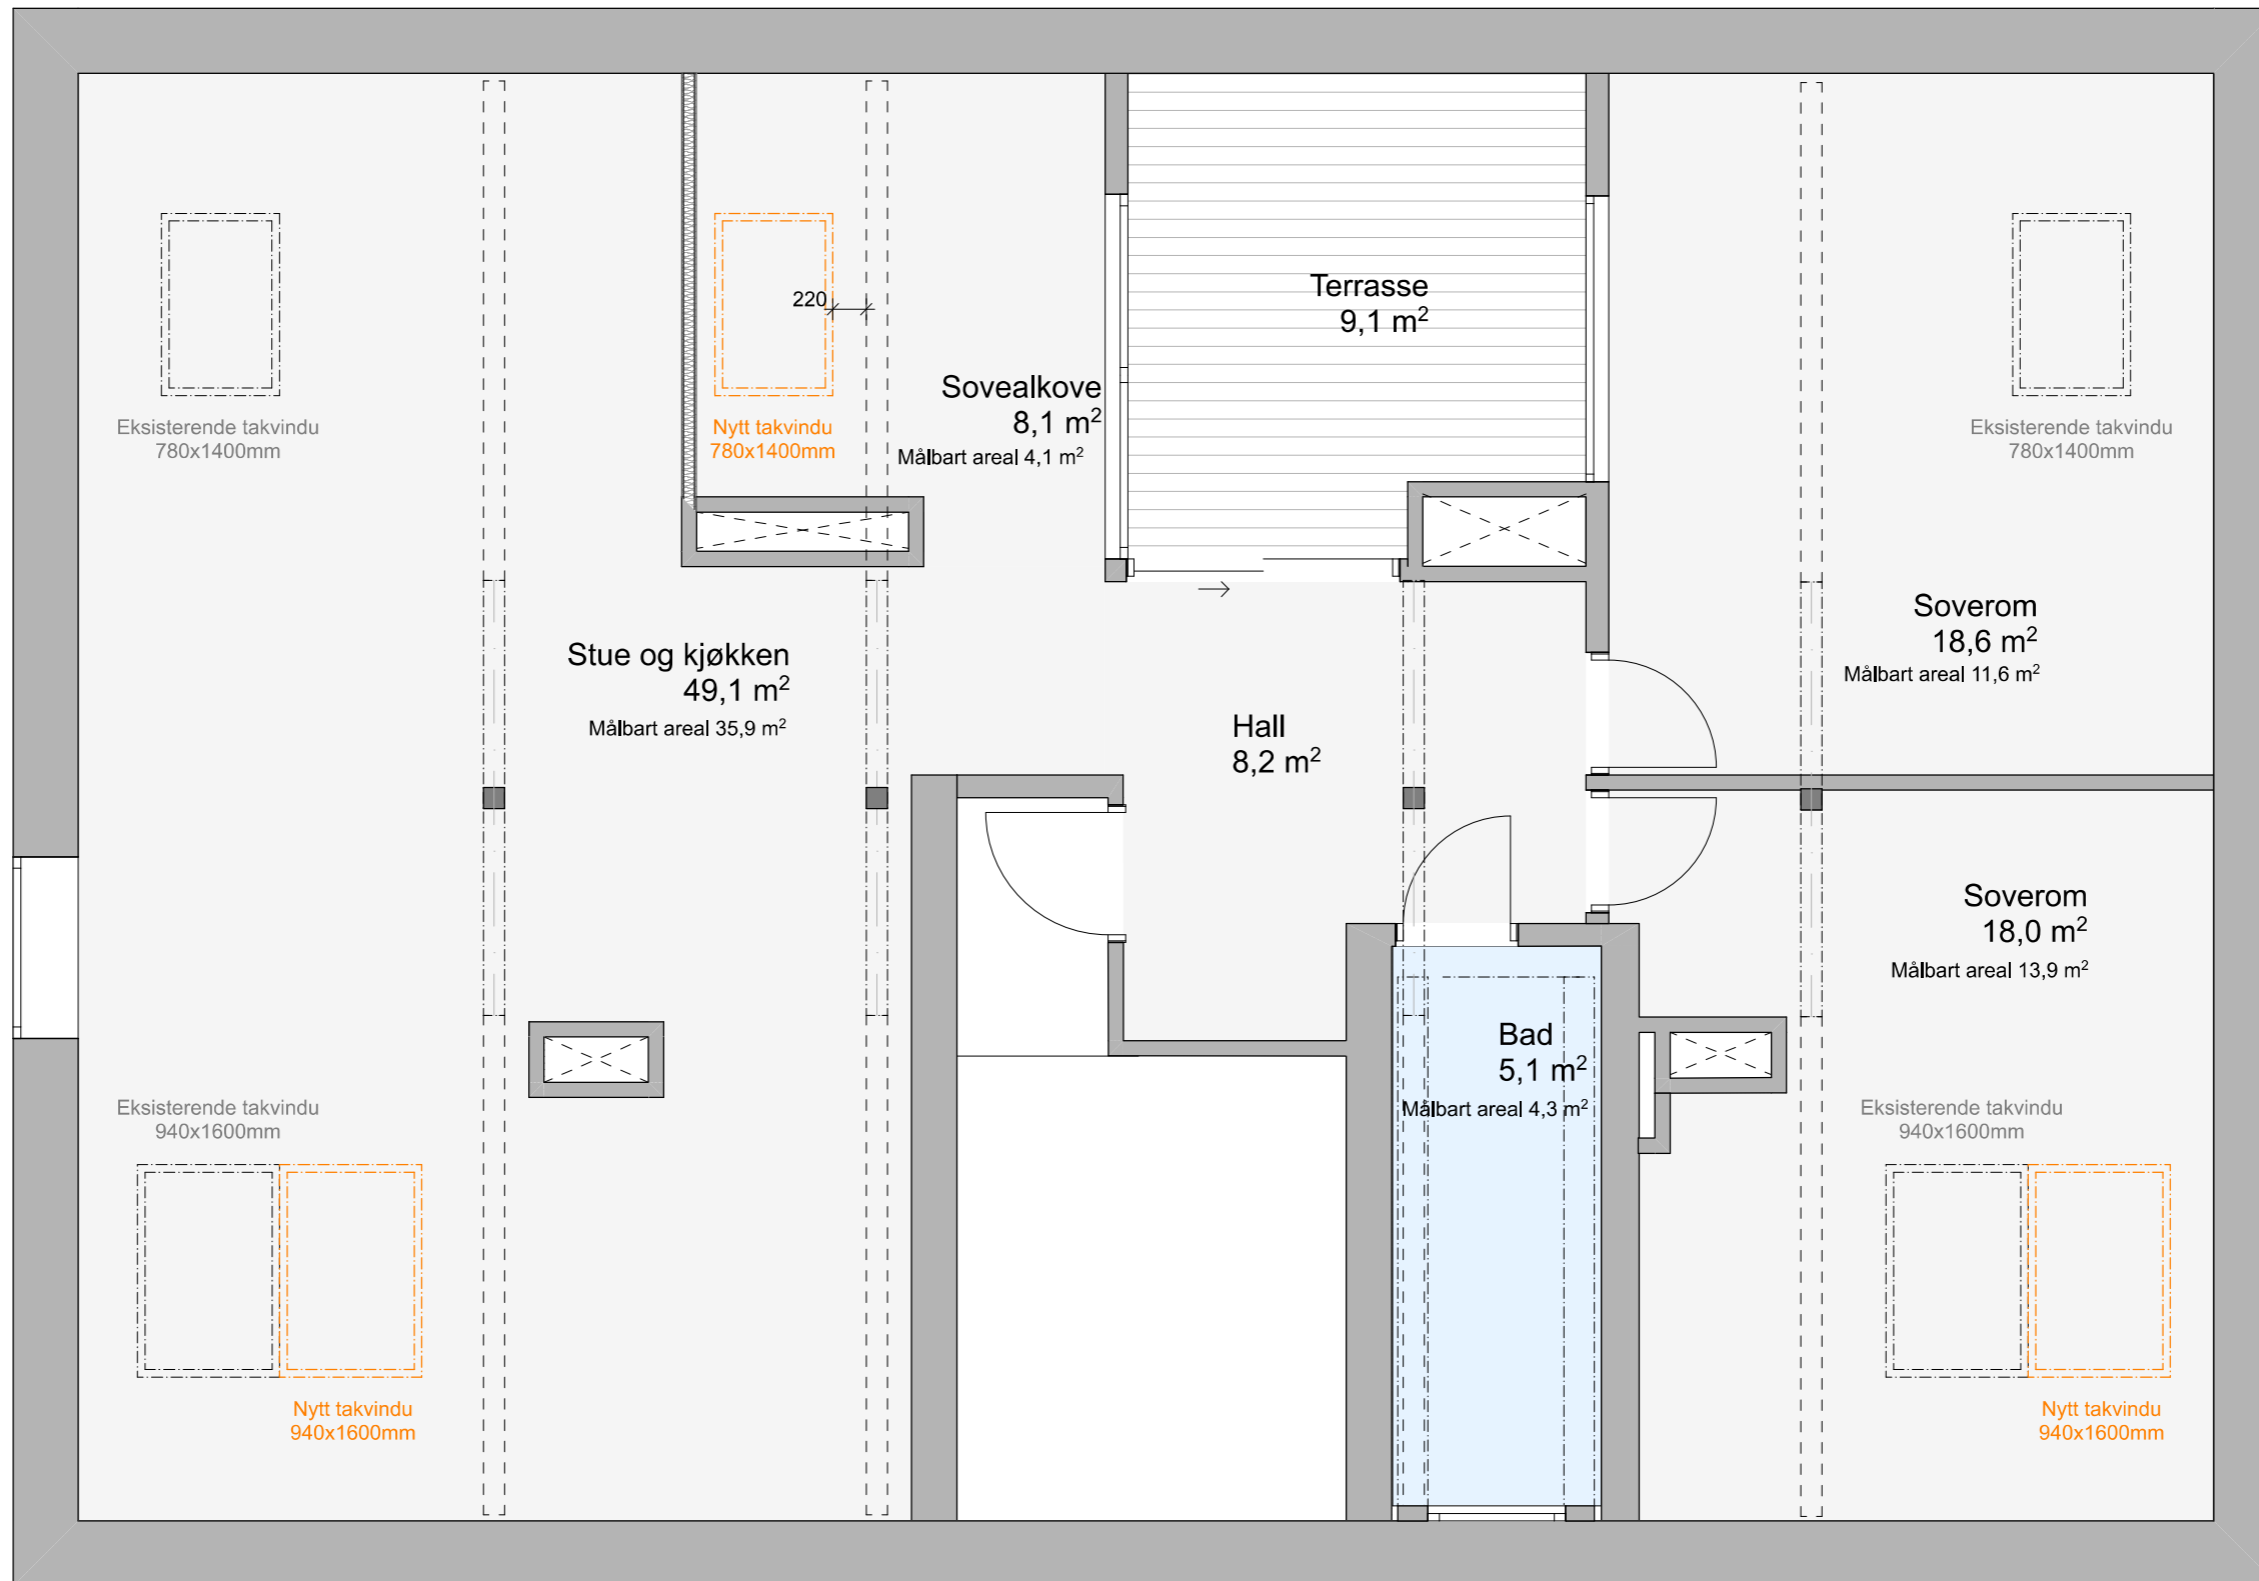 Terrasse
9,1 m²
220
Sovealkove
8,1 m²
Målbart areal 4,1 m²
Eksisterende takvindu
780x1400mm
Nytt takvindu
780x1400mm
Eksisterende takvindu
780x1400mm
Soverom
18,6 m²
Målbart areal 11,6 m²
Stue og kjøkken
49,1 m²
Målbart areal 35,9 m²
Hall
8,2 m²
Soverom
18,0 m²
Målbart areal 13,9 m²
Bad
5,1 m²
Målbart areal 4,3 m²
Eksisterende takvindu
940x1600mm
Eksisterende takvindu
940x1600mm
Nytt takvindu
940x1600mm
Nytt takvindu
940x1600mm